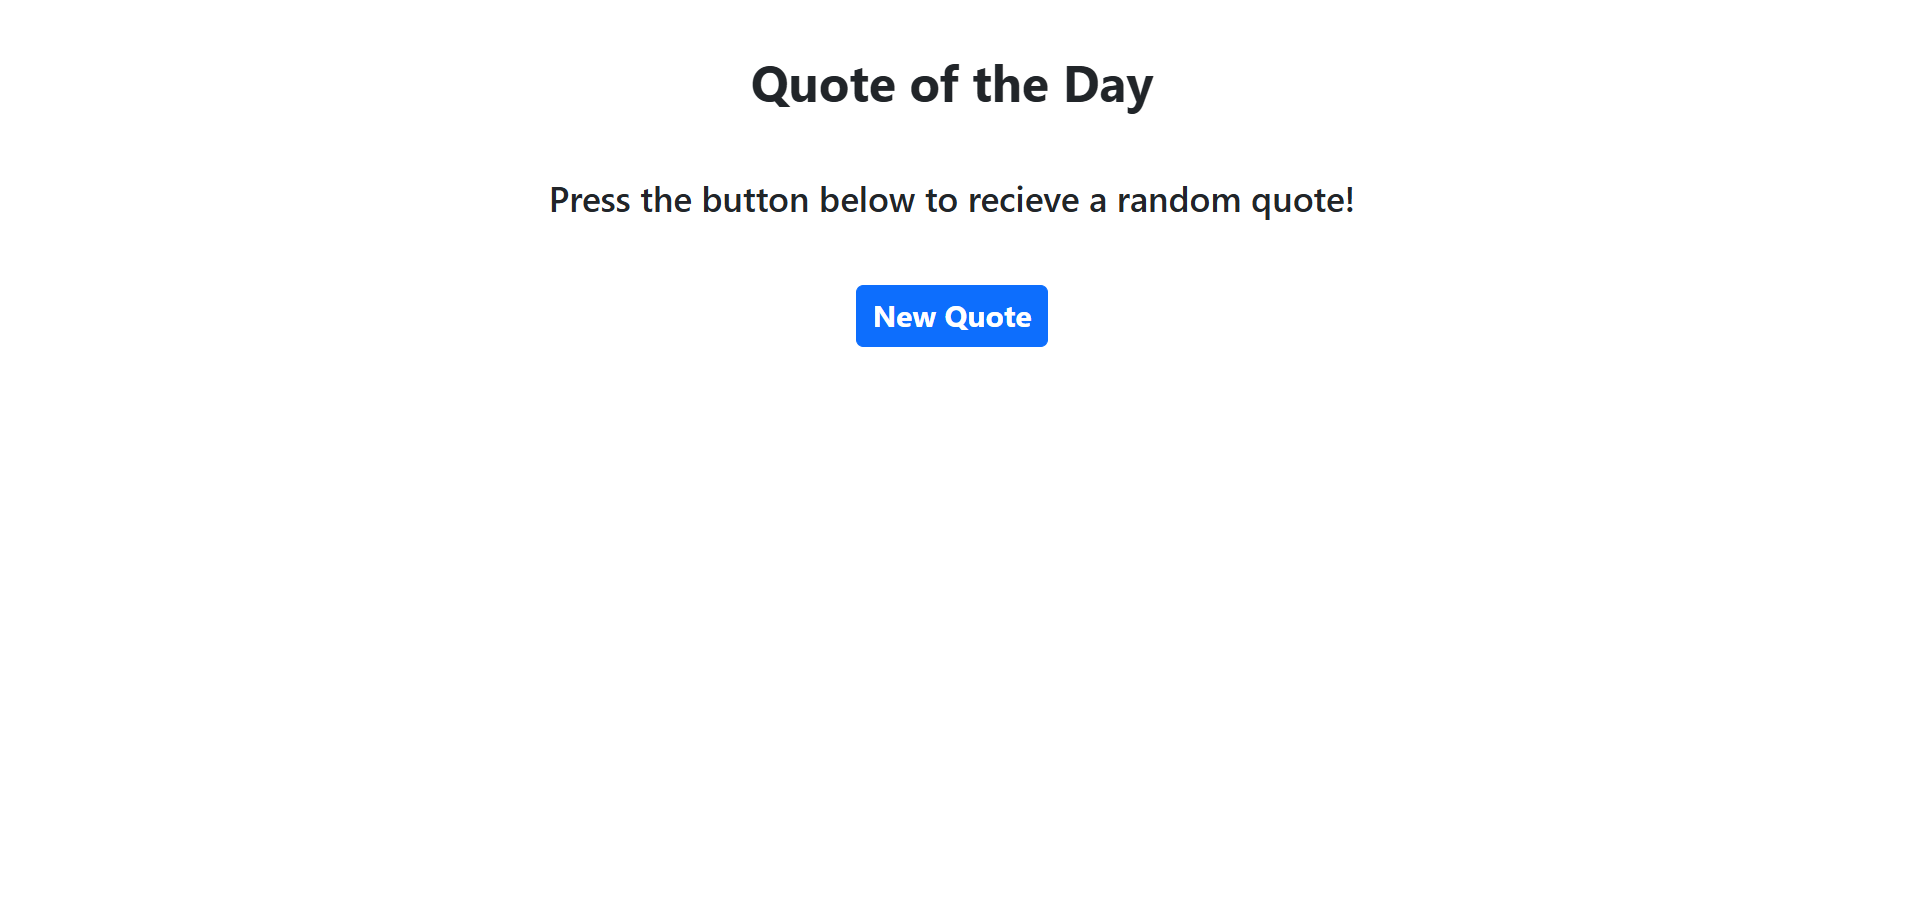 Quote of the Day
Press the button below to recieve a random quote!
New Quote